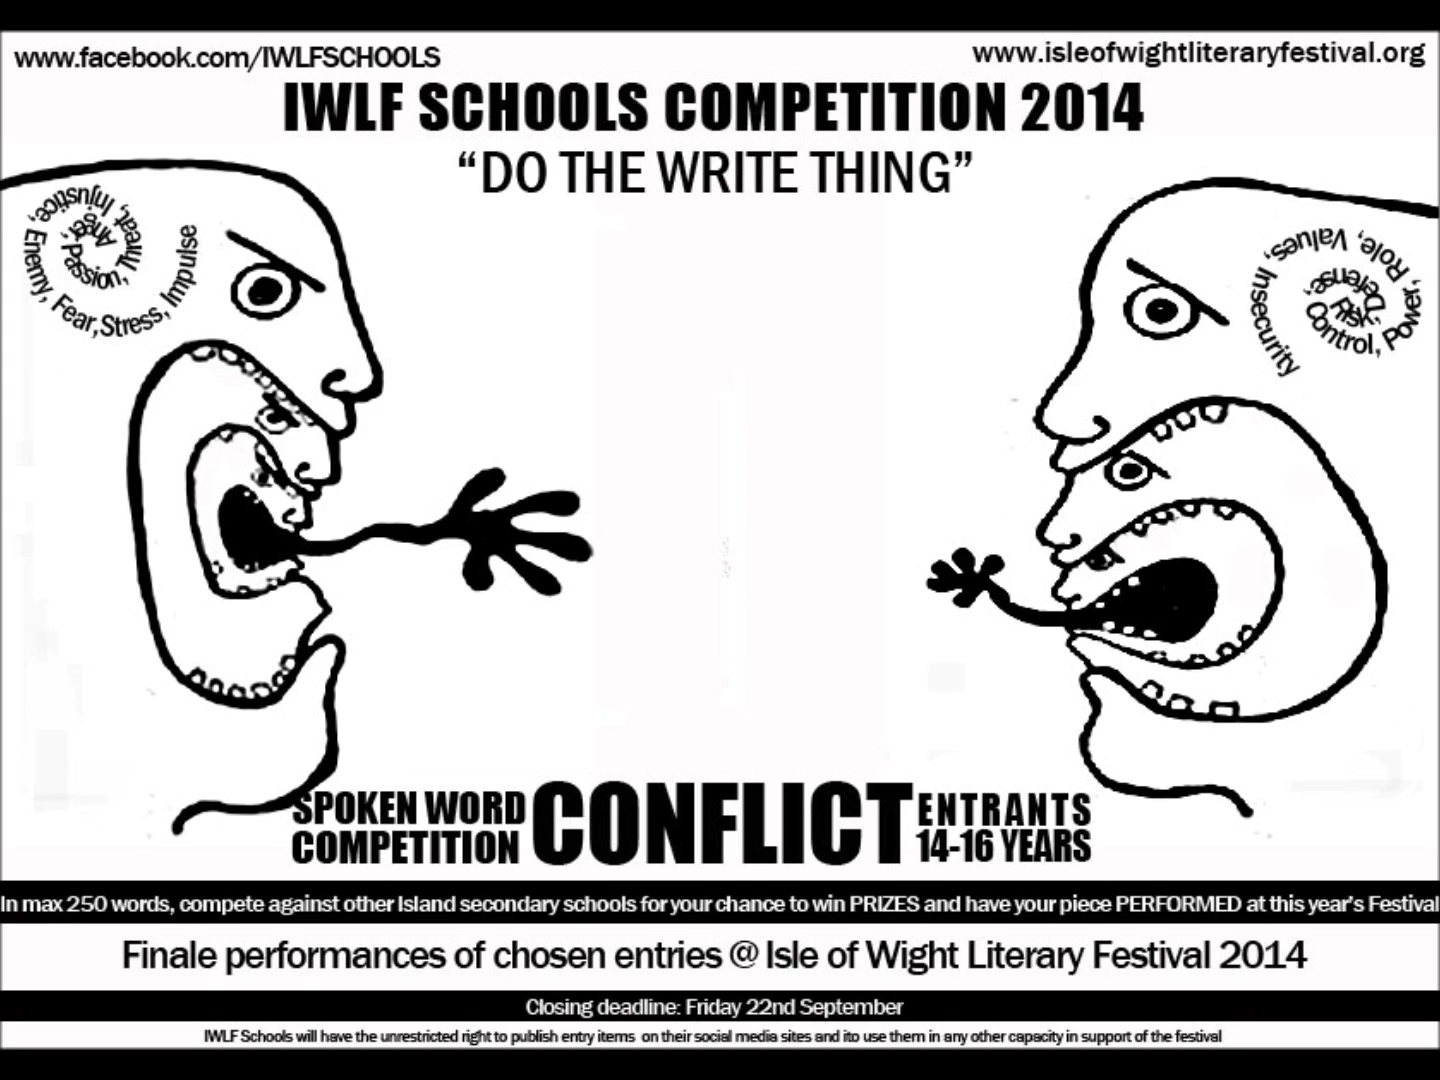 www.facebook.com/IWLFSCHOOLS
www.isleofwightliteraryfestival.org
IWLF SCHOOLS COMPETITION 2014
“DO THE WRITE THING”
Anger, Passion, Threat, Injustice, Enemy, Fear, Stress, Impulse
Risk, Defense, Control, Power, Role, Values, Insecurity
SPOKEN WORD
COMPETITION
CONFLICT
ENTRANTS
14-16 YEARS
In max 250 words, compete against other Island secondary schools for your chance to win PRIZES and have your piece PERFORMED at this year's Festival
Finale performances of chosen entries @ Isle of Wight Literary Festival 2014
Closing deadline: Friday 22nd September
IWLF Schools will have the unrestricted right to publish entry items on their social media sites and ito use them in any other capacity in support of the festival